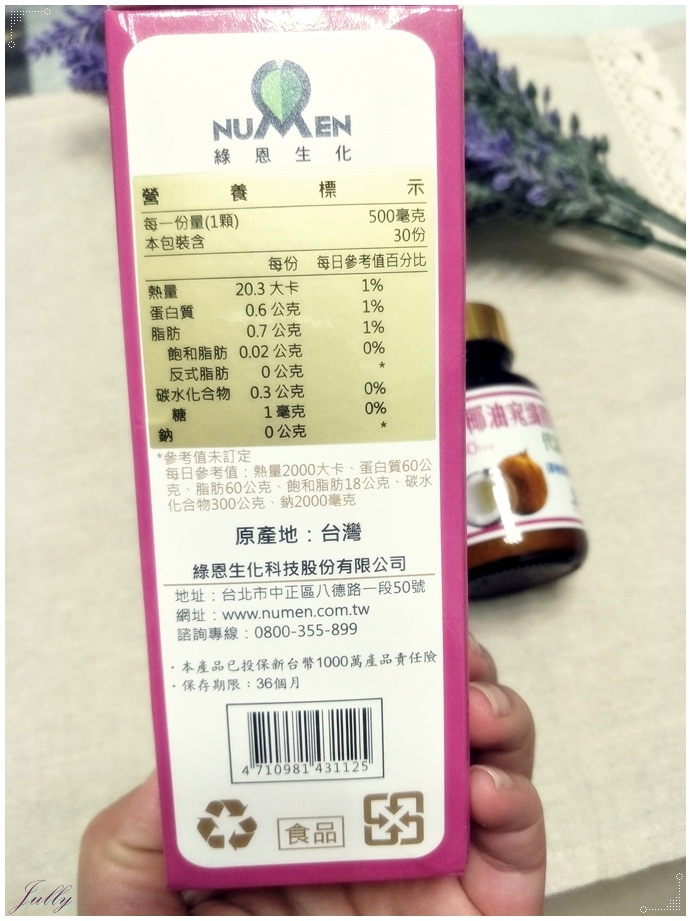 NUMEN
綠恩生化
營養標示
每一份量(1顆) 500毫克
本包裝含 30份
每份 每日參考值百分比
熱量 20.3 大卡 1%
蛋白質 0.6 公克 1%
脂肪 0.7 公克 1%
飽和脂肪 0.02 公克 0%
反式脂肪 0 公克 *
碳水化合物 0.3 公克 0%
糖 1 毫克 0%
鈉 0 公克 *
*參考值未訂定
每日參考值：熱量2000大卡、蛋白質60公
克、脂肪60公克、飽和脂肪18公克、碳水
化合物300公克、鈉2000毫克
原產地：台灣
綠恩生化科技股份有限公司
地址：台北市中正區八德路一段50號
網址：www.numen.com.tw
諮詢專線：0800-355-899
·本產品已投保新台幣1000萬產品責任險
·保存期限：36個月
4 710981 431125
食品
椰油
Jully